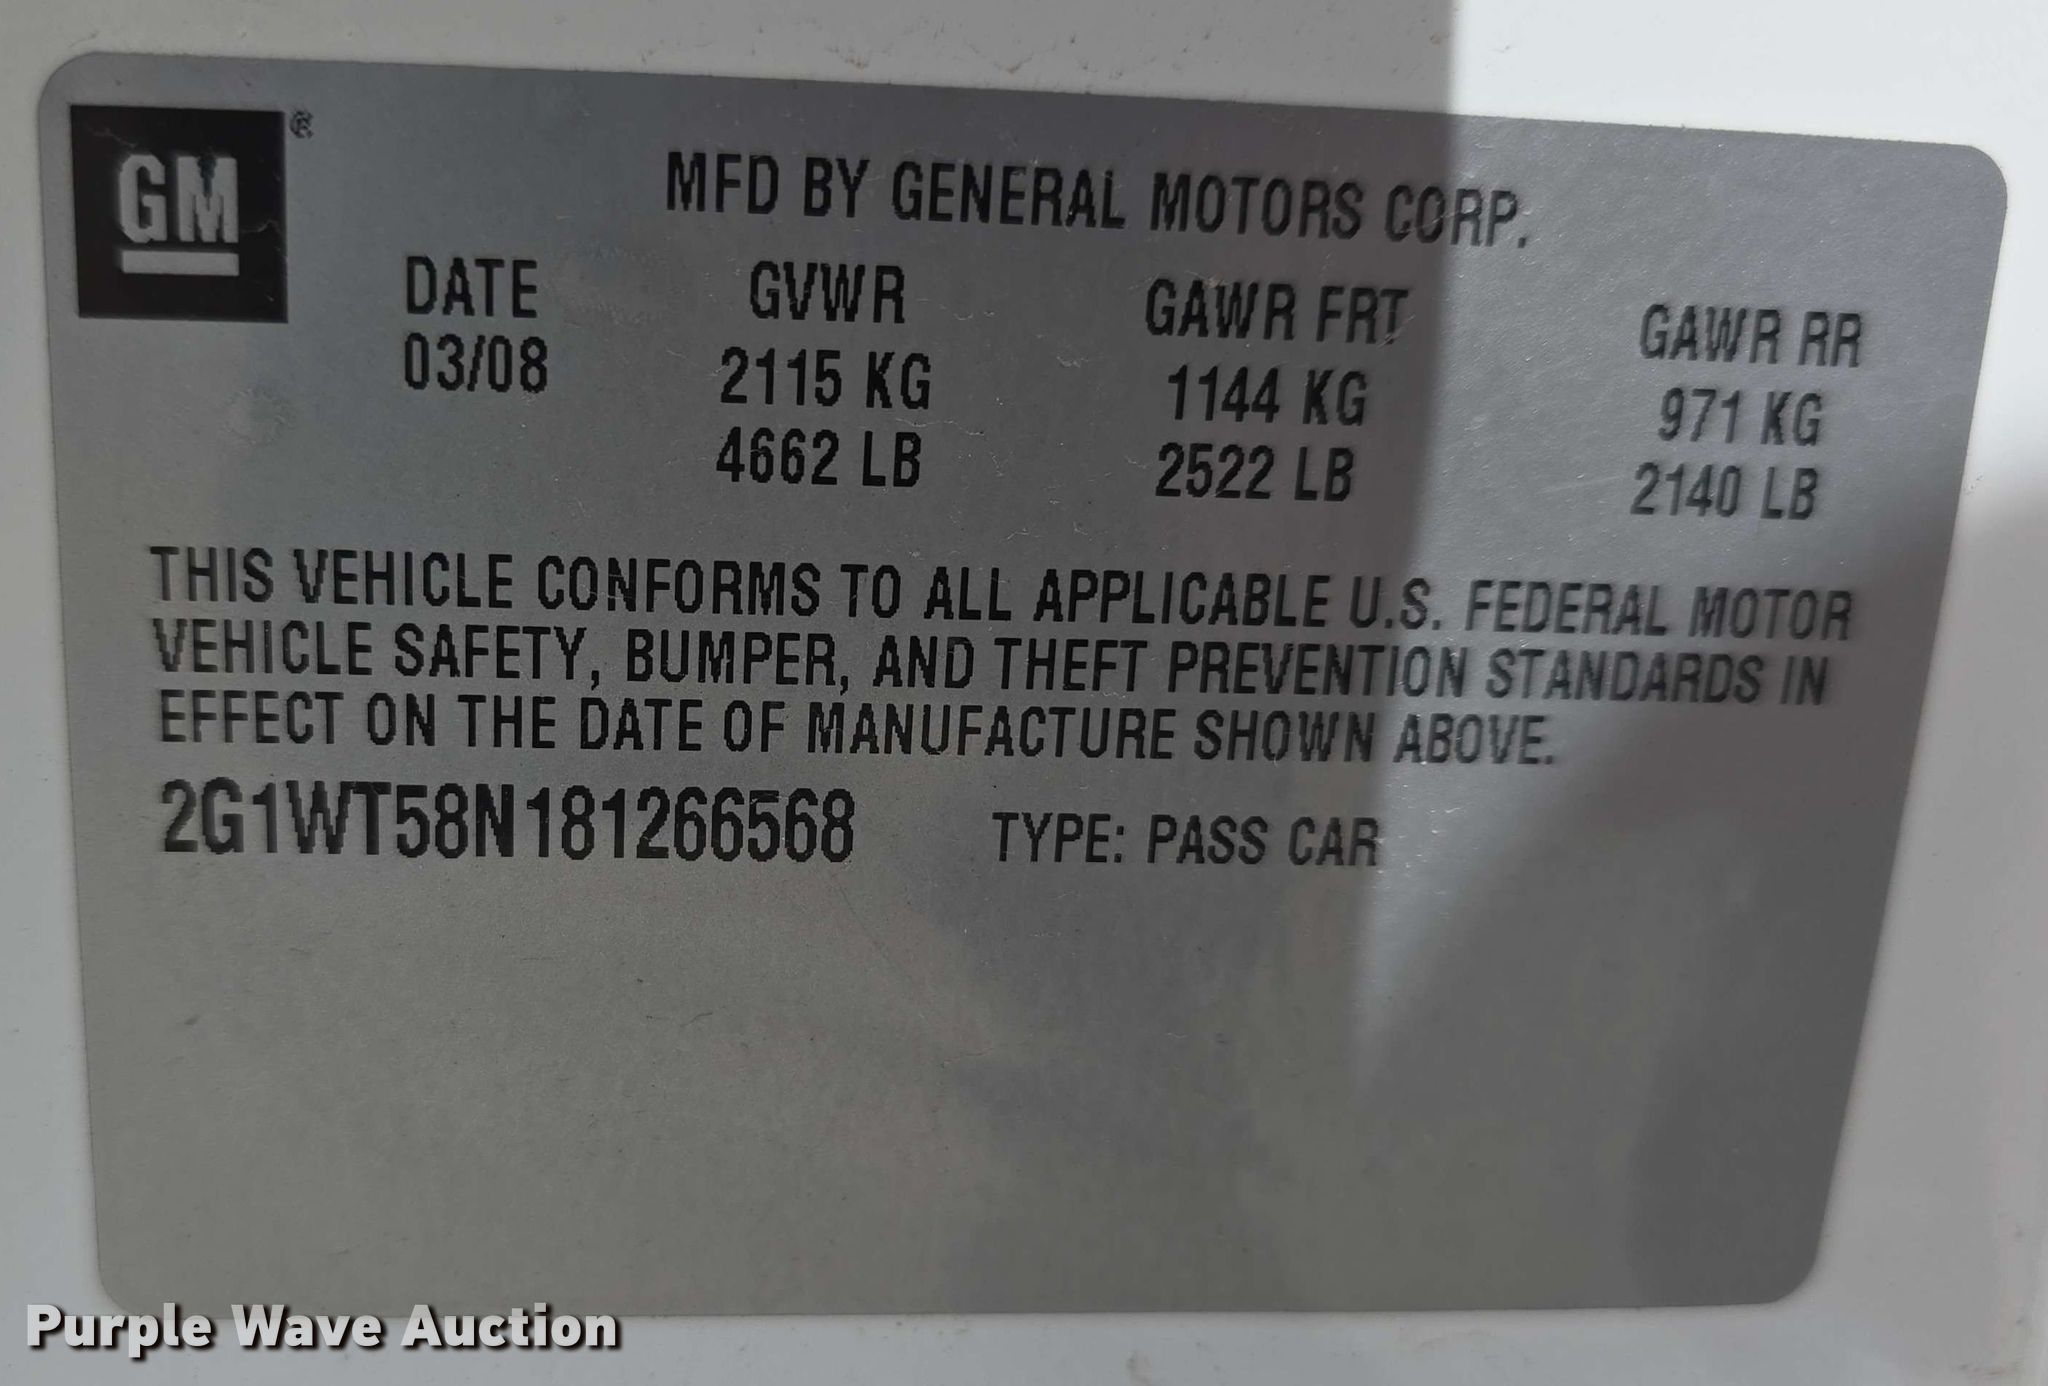 GM ®
MFD BY GENERAL MOTORS CORP.
DATE GVWR GAWR FRT GAWR RR
03/08 2115 KG 1144 KG 971 KG
4662 LB 2522 LB 2140 LB
THIS VEHICLE CONFORMS TO ALL APPLICABLE U.S. FEDERAL MOTOR
VEHICLE SAFETY, BUMPER, AND THEFT PREVENTION STANDARDS IN
EFFECT ON THE DATE OF MANUFACTURE SHOWN ABOVE.
2G1WT58N181266568 TYPE: PASS CAR
Purple Wave Auction